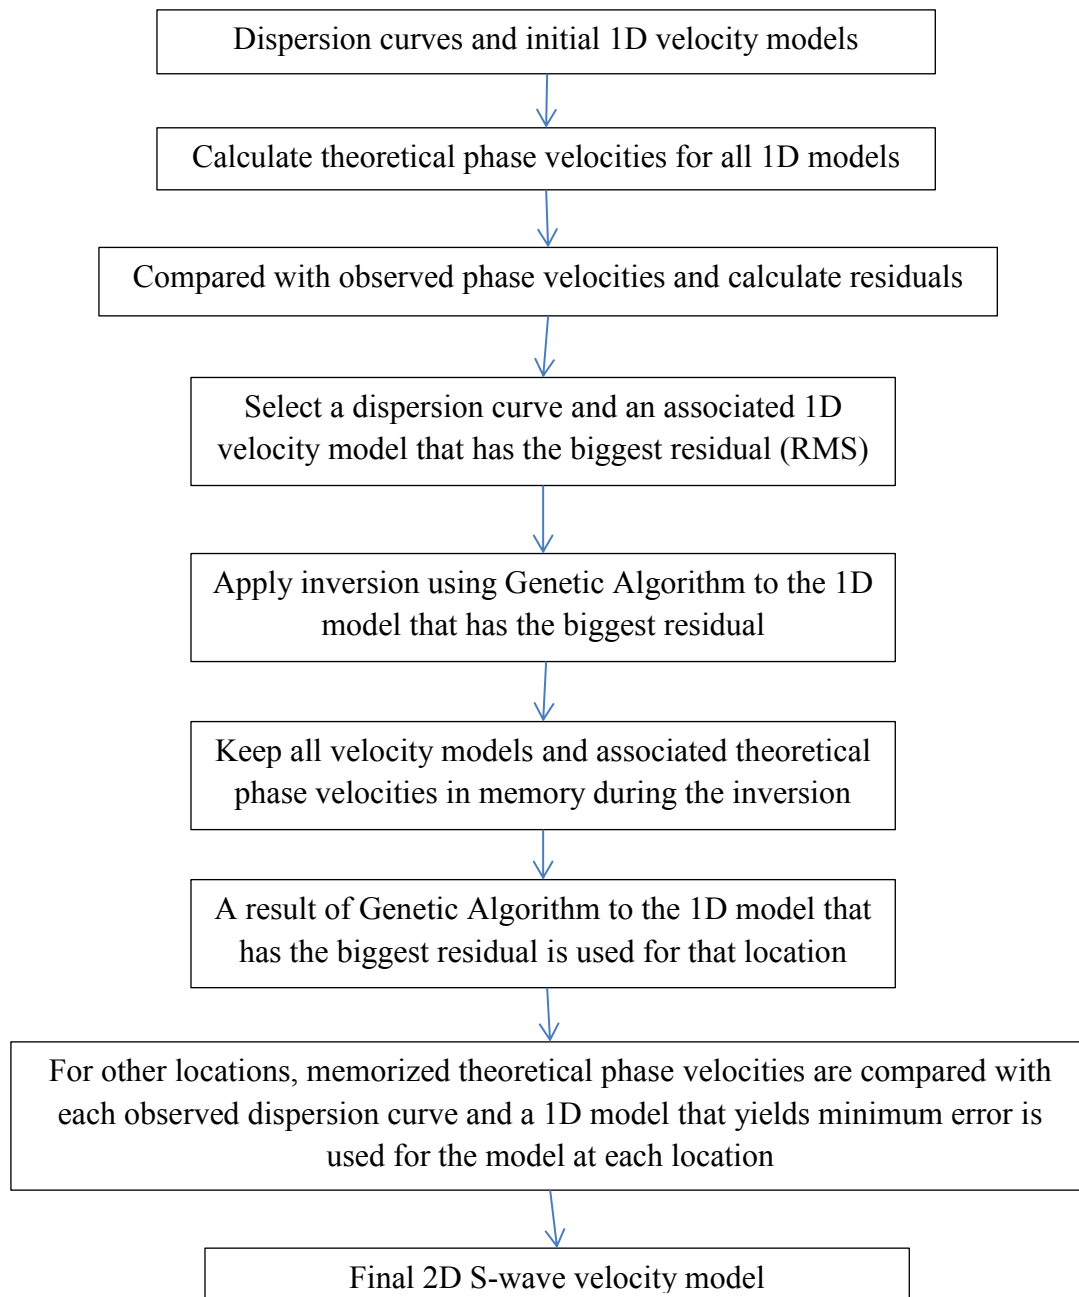 Dispersion curves and initial 1D velocity models
Calculate theoretical phase velocities for all 1D models
Compared with observed phase velocities and calculate residuals
Select a dispersion curve and an associated 1D
velocity model that has the biggest residual (RMS)
Apply inversion using Genetic Algorithm to the 1D
model that has the biggest residual
Keep all velocity models and associated theoretical
phase velocities in memory during the inversion
A result of Genetic Algorithm to the 1D model that
has the biggest residual is used for that location
For other locations, memorized theoretical phase velocities are compared with
each observed dispersion curve and a 1D model that yields minimum error is
used for the model at each location
Final 2D S-wave velocity model